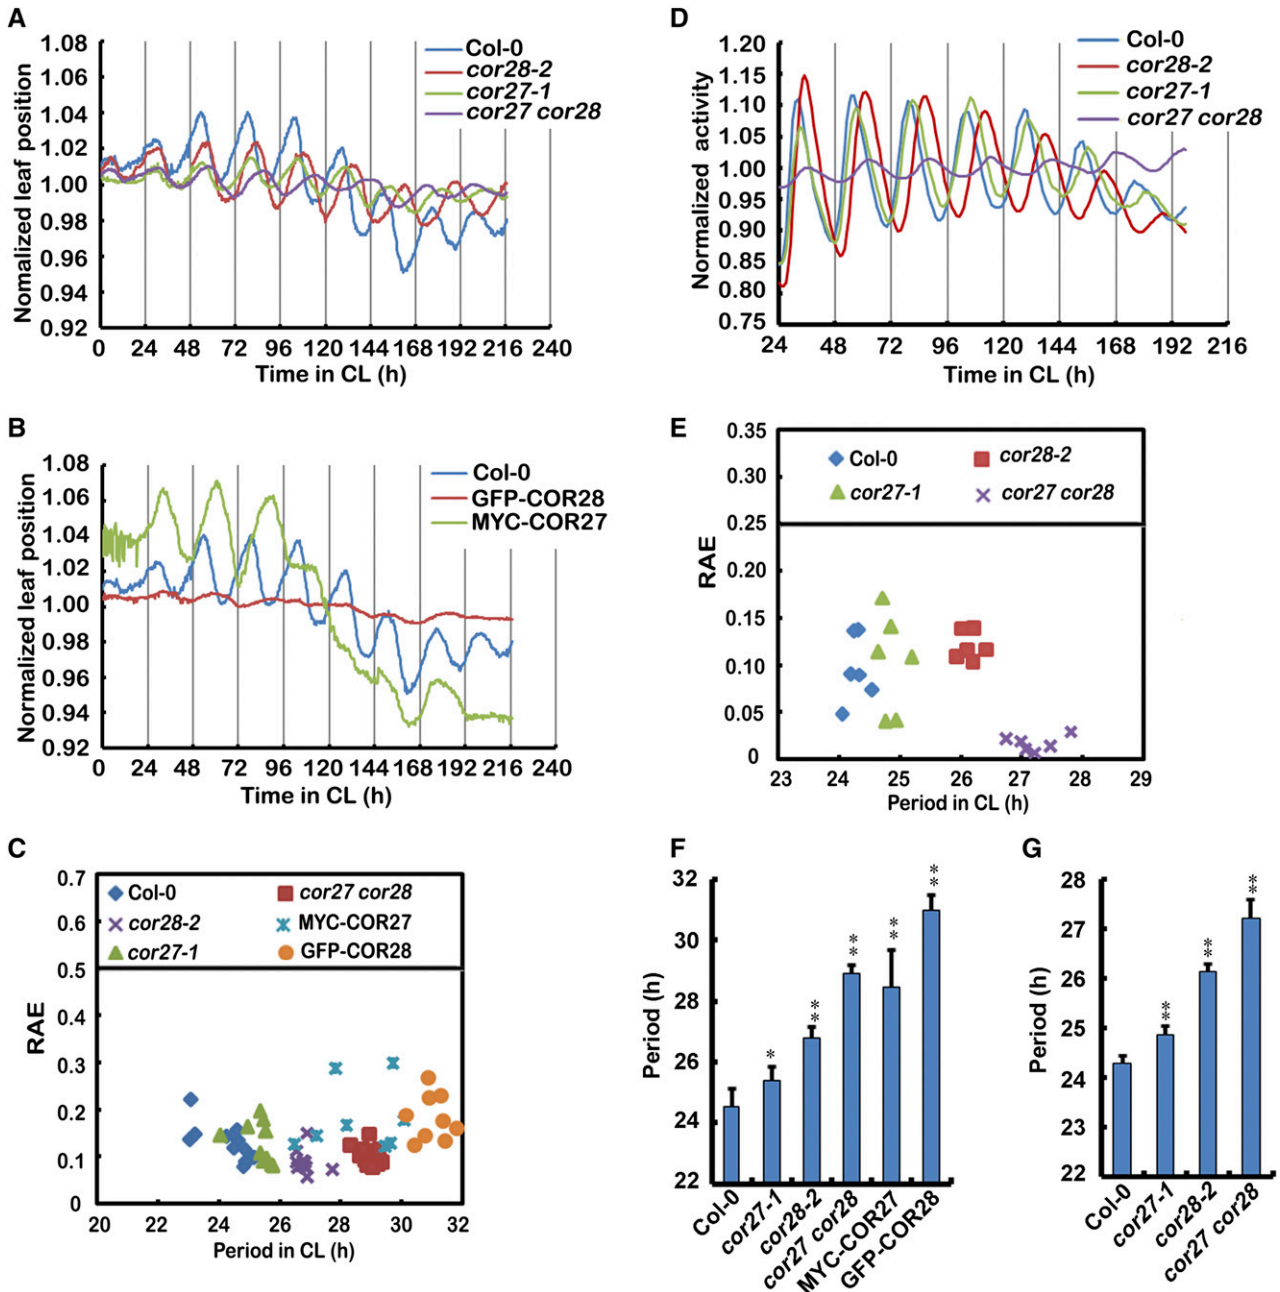 A
1.08
1.06
1.04
1.02
1.00
0.98
0.96
0.94
0.92
Nomalized leaf position
Col-0
cor28-2
cor27-1
cor27 cor28
0 24 48 72 96 120 144 168 192 216 240
Time in CL (h)
B
1.08
1.06
1.04
1.02
1.00
0.98
0.96
0.94
0.92
Normalized leaf position
Col-0
GFP-COR28
MYC-COR27
0 24 48 72 96 120 144 168 192 216 240
Time in CL (h)
C
0.7
0.6
0.5
0.4
0.3
0.2
0.1
0
RAE
Col-0
cor28-2
cor27-1
cor27 cor28
MYC-COR27
GFP-COR28
20 22 24 26 28 30 32
Period in CL (h)
D
1.20
1.15
1.10
1.05
1.00
0.95
0.90
0.85
0.80
0.75
Normalized activity
Col-0
cor28-2
cor27-1
cor27 cor28
24 48 72 96 120 144 168 192 216
Time in CL (h)
E
0.35
0.30
0.25
0.20
0.15
0.10
0.05
0
RAE
Col-0
cor28-2
cor27-1
cor27 cor28
23 24 25 26 27 28 29
Period in CL (h)
F
32
30
28
26
24
22
Period (h)
*
**
**
**
**
Col-0
cor27-1
cor28-2
cor27 cor28
MYC-COR27
GFP-COR28
G
28
27
26
25
24
23
22
Period (h)
**
**
**
Col-0
cor27-1
cor28-2
cor27 cor28